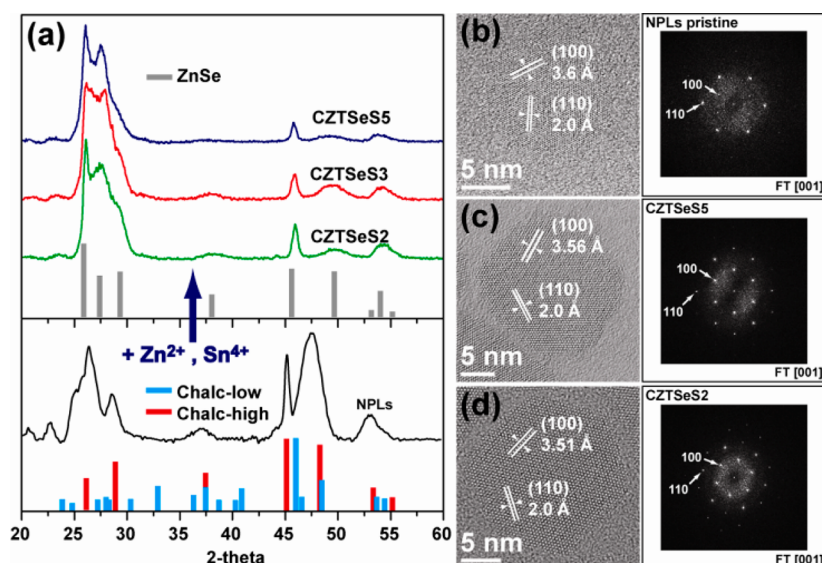 (a)
ZnSe
CZTSeS5
CZTSeS3
CZTSeS2
+ Zn²⁺ , Sn⁴⁺
Chalc-low
Chalc-high
NPLs
20 25 30 35 40 45 50 55 60
2-theta
(b)
(100)
3.6 Å
(110)
2.0 Å
5 nm
NPLs pristine
100
110
FT [001]
(c)
(100)
3.56 Å
(110)
2.0 Å
5 nm
CZTSeS5
100
110
FT [001]
(d)
(100)
3.51 Å
(110)
2.0 Å
5 nm
CZTSeS2
100
110
FT [001]